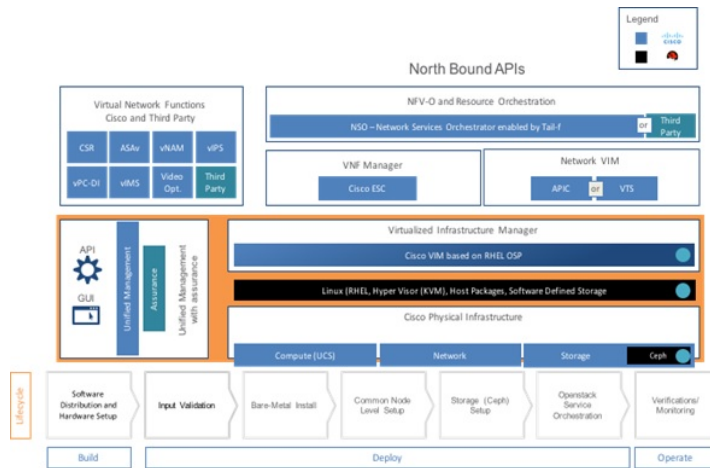 Legend
CISCO
North Bound APIs
Virtual Network Functions
Cisco and Third Party
CSR
ASAv
vNAM
vIPS
vPC-DI
vIMS
Video
Opt.
Third
Party
NFV-O and Resource Orchestration
NSO – Network Services Orchestrator enabled by Tail-f
or
Third
Party
VNF Manager
Cisco ESC
Network VIM
APIC
or
VTS
API
GUI
Unified Management
Assurance
Unified Management
with assurance
Virtualized Infrastructure Manager
Cisco VIM based on RHEL OSP
Linux (RHEL, Hyper Visor (KVM), Host Packages, Software Defined Storage
Cisco Physical Infrastructure
Compute (UCS)
Network
Storage
Ceph
Lifecycle
Software
Distribution and
Hardware Setup
Input Validation
Bare-Metal Install
Common Node
Level Setup
Storage (Ceph)
Setup
Openstack
Service
Orchestration
Verifications/
Monitoring
Build
Deploy
Operate